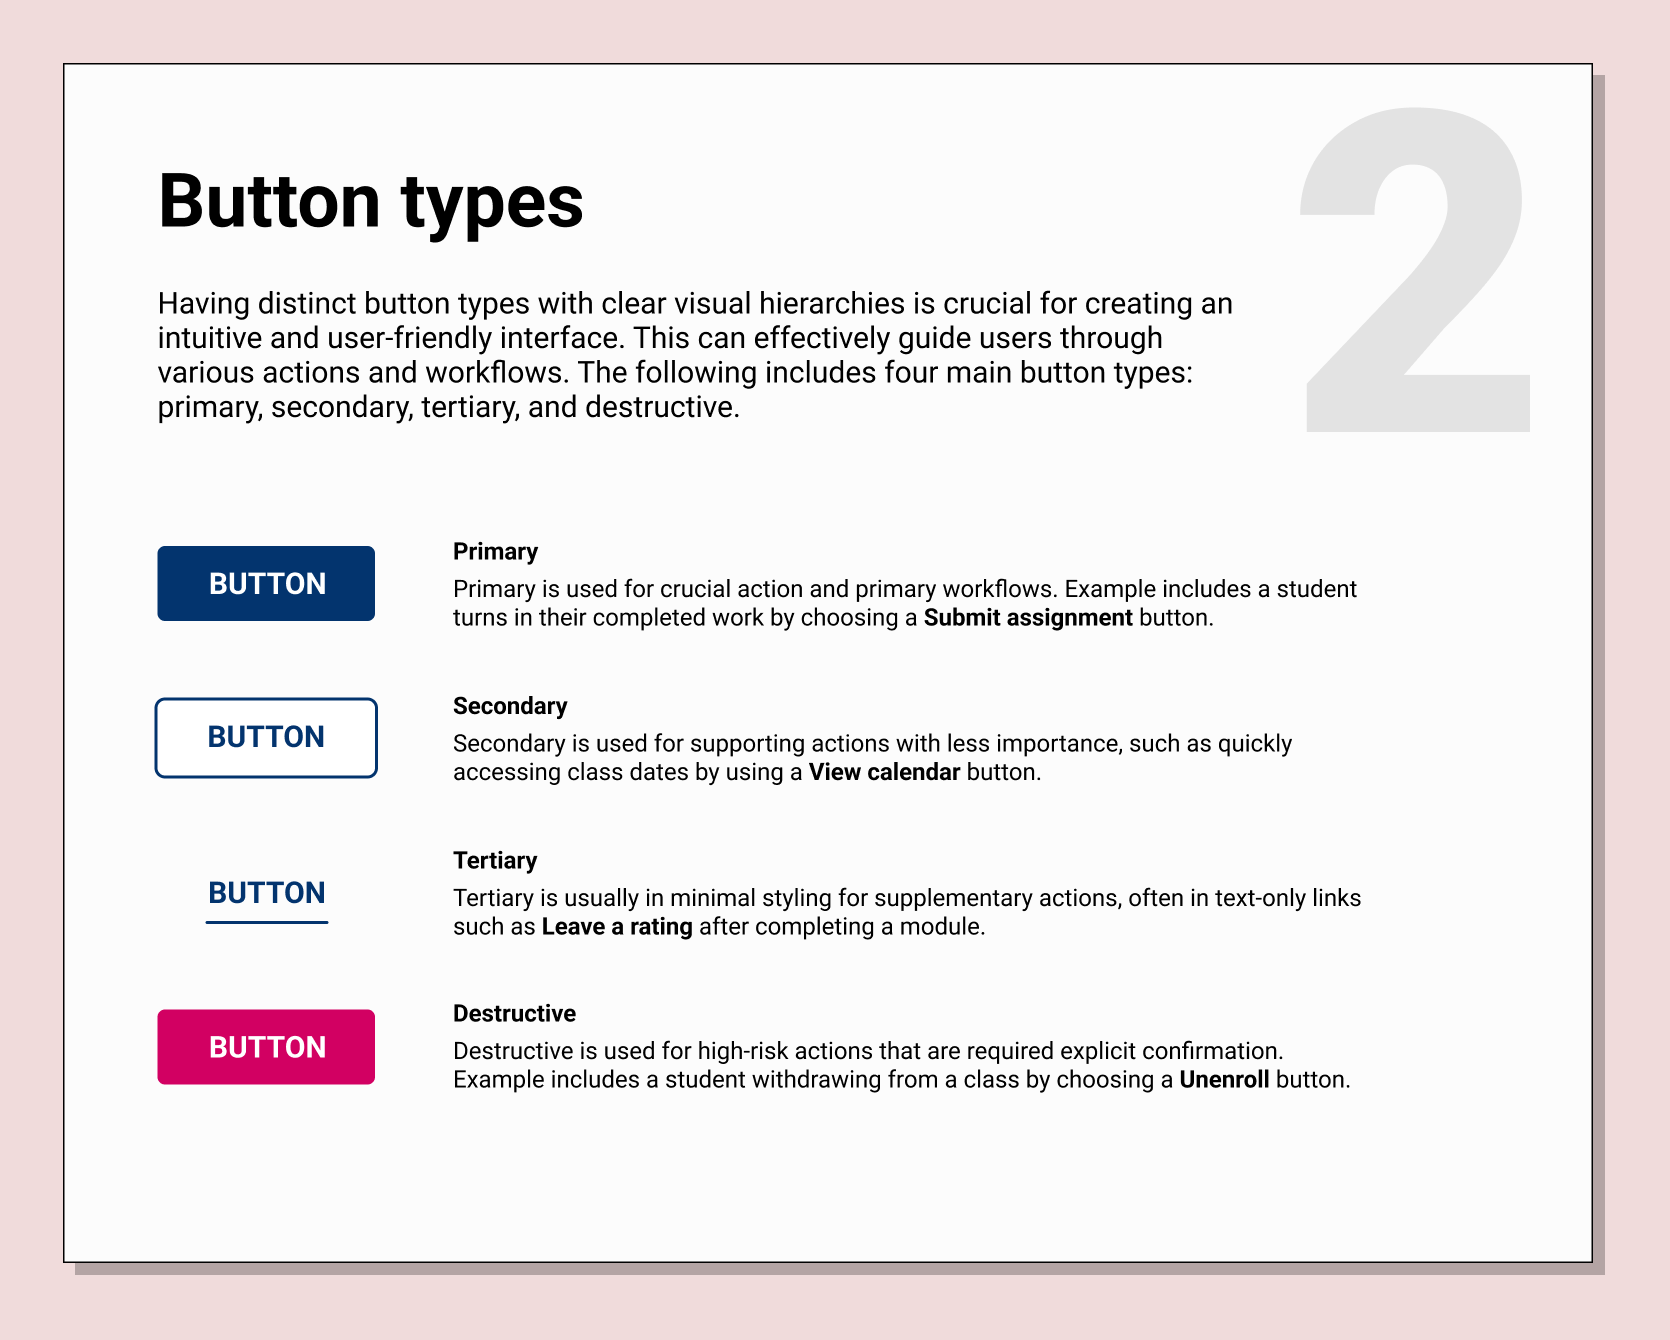 2
Button types
Having distinct button types with clear visual hierarchies is crucial for creating an
intuitive and user-friendly interface. This can effectively guide users through
various actions and workflows. The following includes four main button types:
primary, secondary, tertiary, and destructive.
BUTTON
Primary
Primary is used for crucial action and primary workflows. Example includes a student
turns in their completed work by choosing a Submit assignment button.
BUTTON
Secondary
Secondary is used for supporting actions with less importance, such as quickly
accessing class dates by using a View calendar button.
BUTTON
Tertiary
Tertiary is usually in minimal styling for supplementary actions, often in text-only links
such as Leave a rating after completing a module.
BUTTON
Destructive
Destructive is used for high-risk actions that are required explicit confirmation.
Example includes a student withdrawing from a class by choosing a Unenroll button.